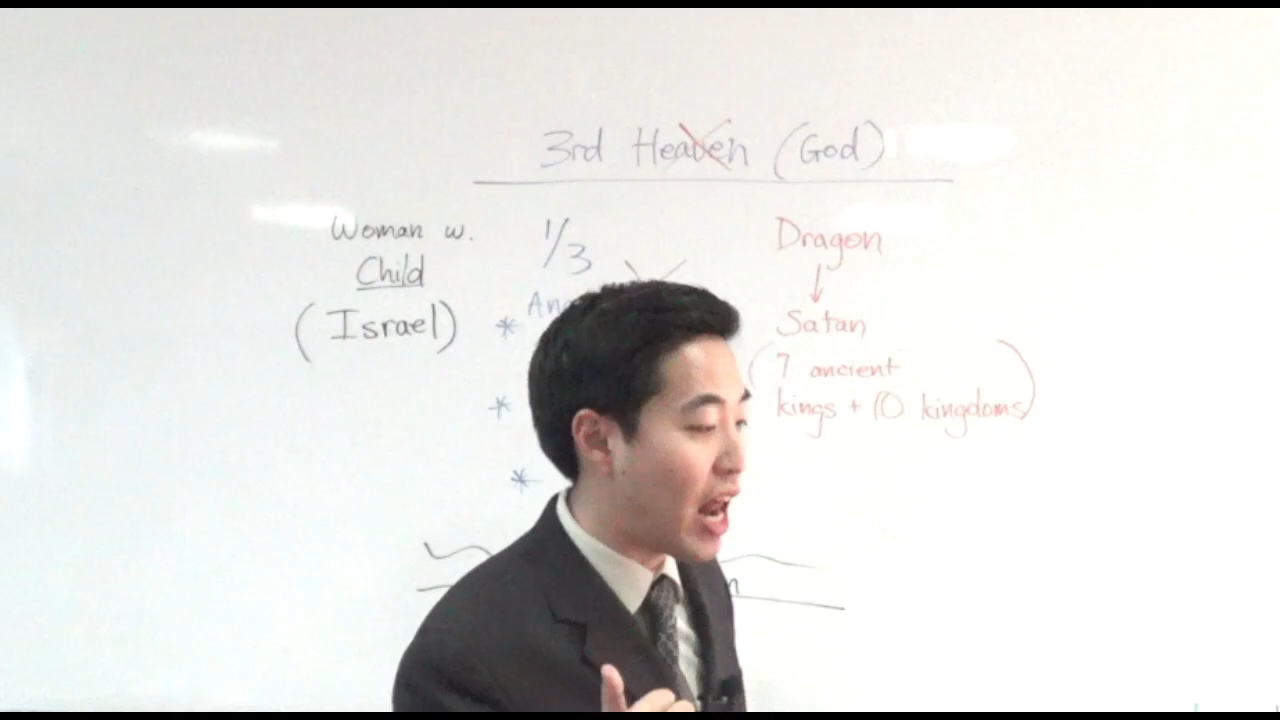 3rd Heaven (God)
Woman w.
Child
(Israel)
1/3
*
*
*
Dragon
↓
Satan
(7 ancient
kings + 10 kingdoms)